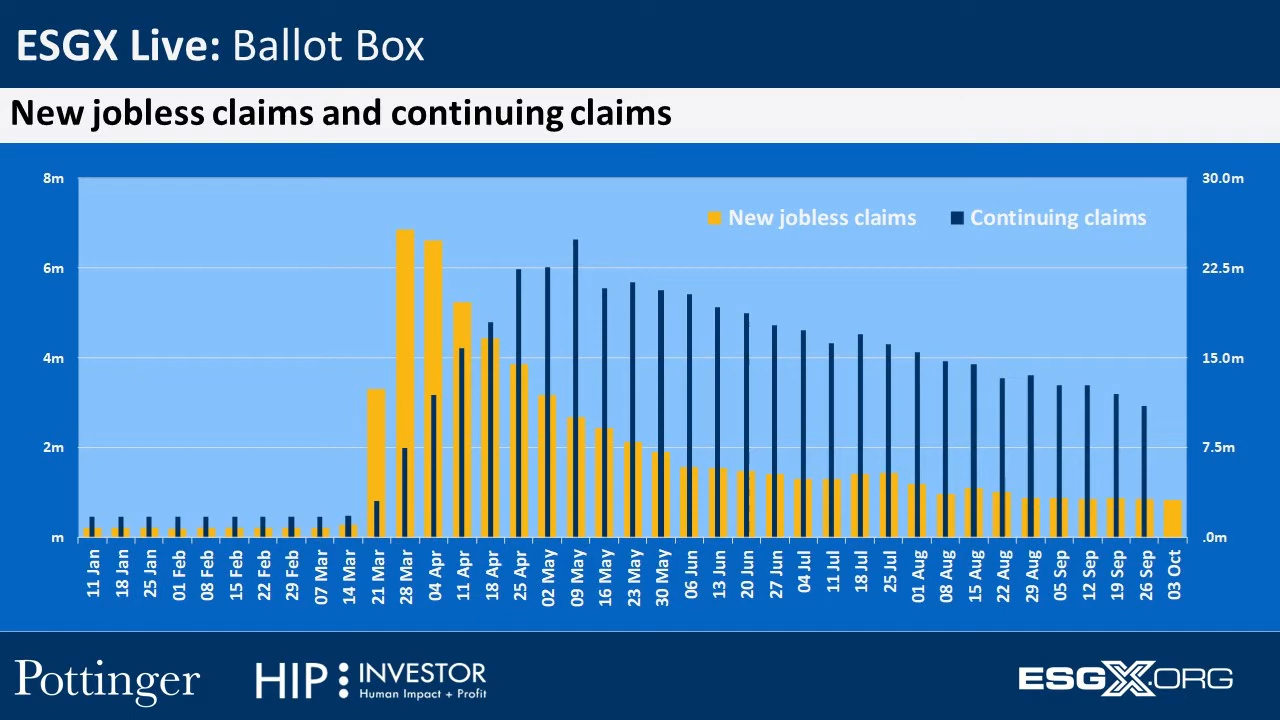 ESGX Live: Ballot Box
New jobless claims and continuing claims
8m
6m
4m
2m
m
New jobless claims
Continuing claims
30.0m
22.5m
15.0m
7.5m
.0m
11 Jan
18 Jan
25 Jan
01 Feb
08 Feb
15 Feb
22 Feb
29 Feb
07 Mar
14 Mar
21 Mar
28 Mar
04 Apr
11 Apr
18 Apr
25 Apr
02 May
09 May
16 May
23 May
30 May
06 Jun
13 Jun
20 Jun
27 Jun
04 Jul
11 Jul
18 Jul
25 Jul
01 Aug
08 Aug
15 Aug
22 Aug
29 Aug
05 Sep
12 Sep
19 Sep
26 Sep
03 Oct
Pottinger
HIP: INVESTOR
Human Impact + Profit
ESGX.ORG